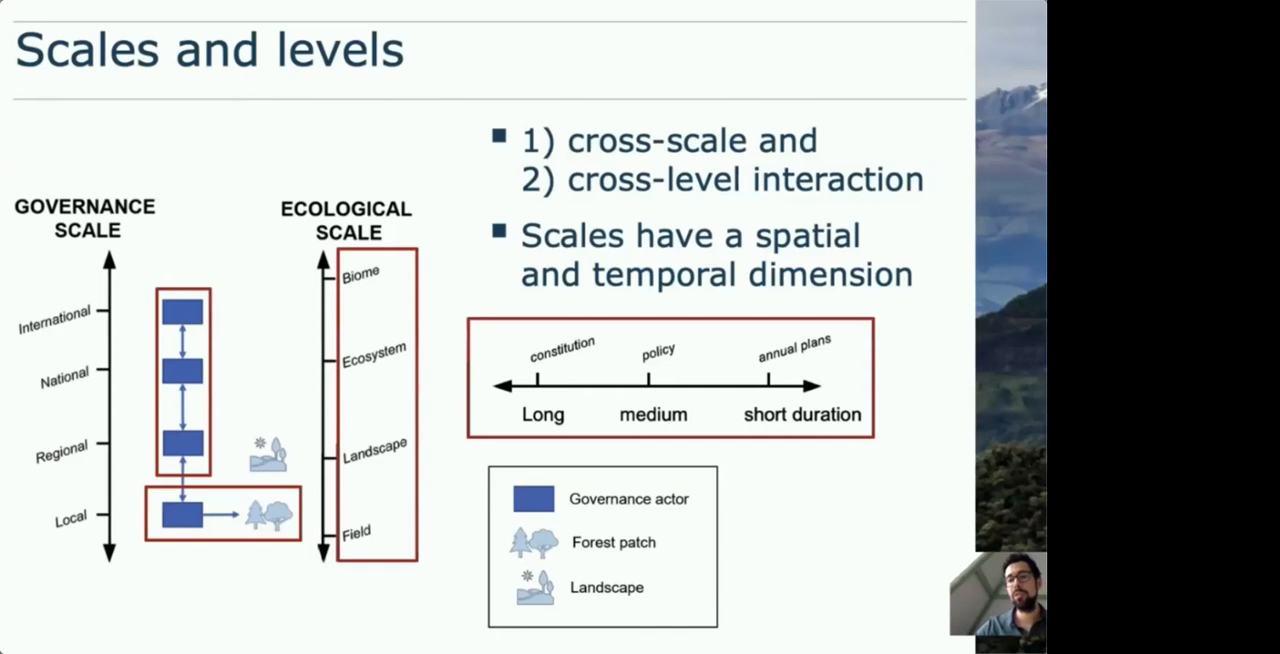 Scales and levels
1) cross-scale and
2) cross-level interaction
Scales have a spatial
and temporal dimension
GOVERNANCE
SCALE
International
National
Regional
Local
ECOLOGICAL
SCALE
Biome
Ecosystem
Landscape
Field
constitution
policy
annual plans
Long
medium
short duration
Governance actor
Forest patch
Landscape